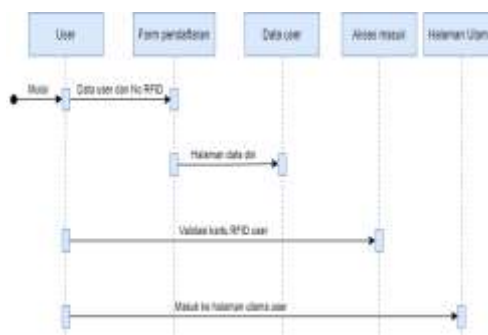 User
Form pendaftaran
Data user
Akses masuk
Halaman Utama
Mulai
Data user dan No RFID
Halaman data diri
Validasi kartu RFID user
Masuk ke halaman utama user